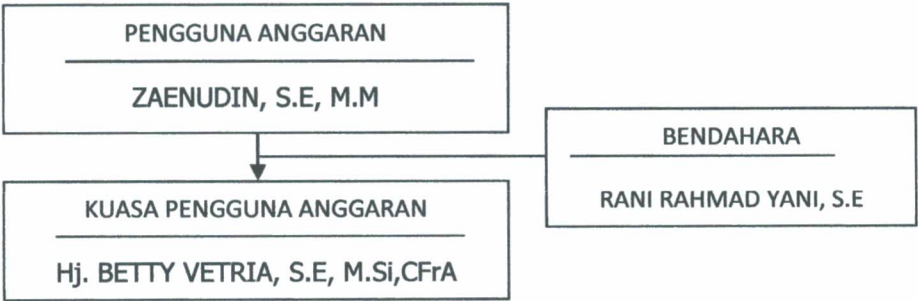 PENGGUNA ANGGARAN
ZAENUDIN, S.E, M.M
BENDAHARA
RANI RAHMAD YANI, S.E
KUASA PENGGUNA ANGGARAN
Hj. BETTY VETRIA, S.E, M.Si,CFrA